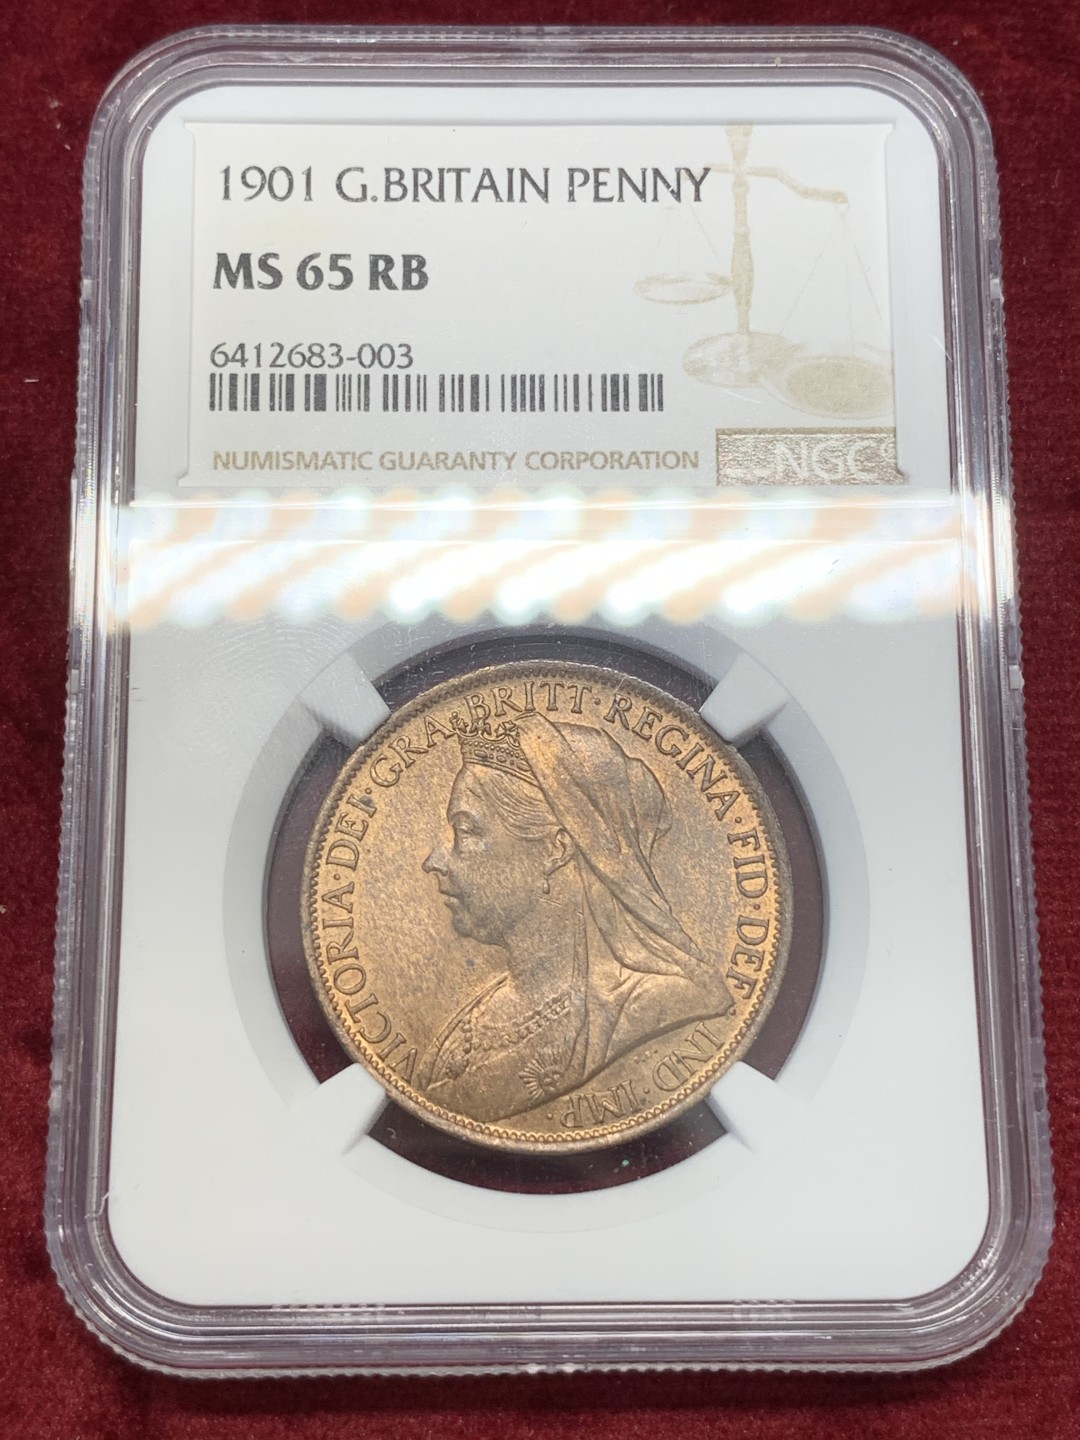 1901 G.BRITAIN PENNY
MS 65 RB
6412683-003
NUMISMATIC GUARANTY CORPORATION
NGC
VICTORIA·DEI·GRA·BRITT·REGINA·FID·DEF·IND·IMP·